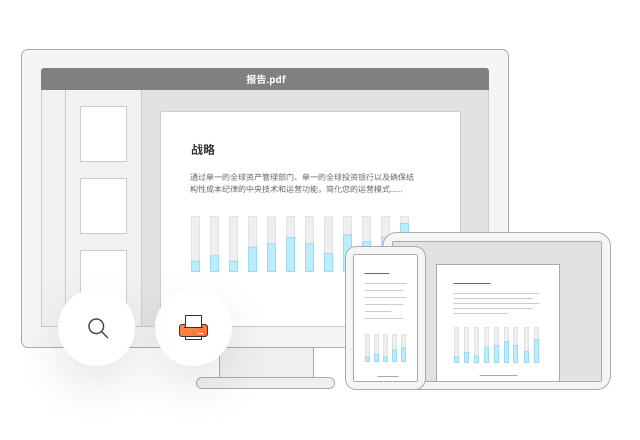 报告.pdf
战略
通过单一的全球资产管理部门、单一的全球投资银行以及确保结
构性成本纪律的中央技术和运营功能，简化您的运营模式......